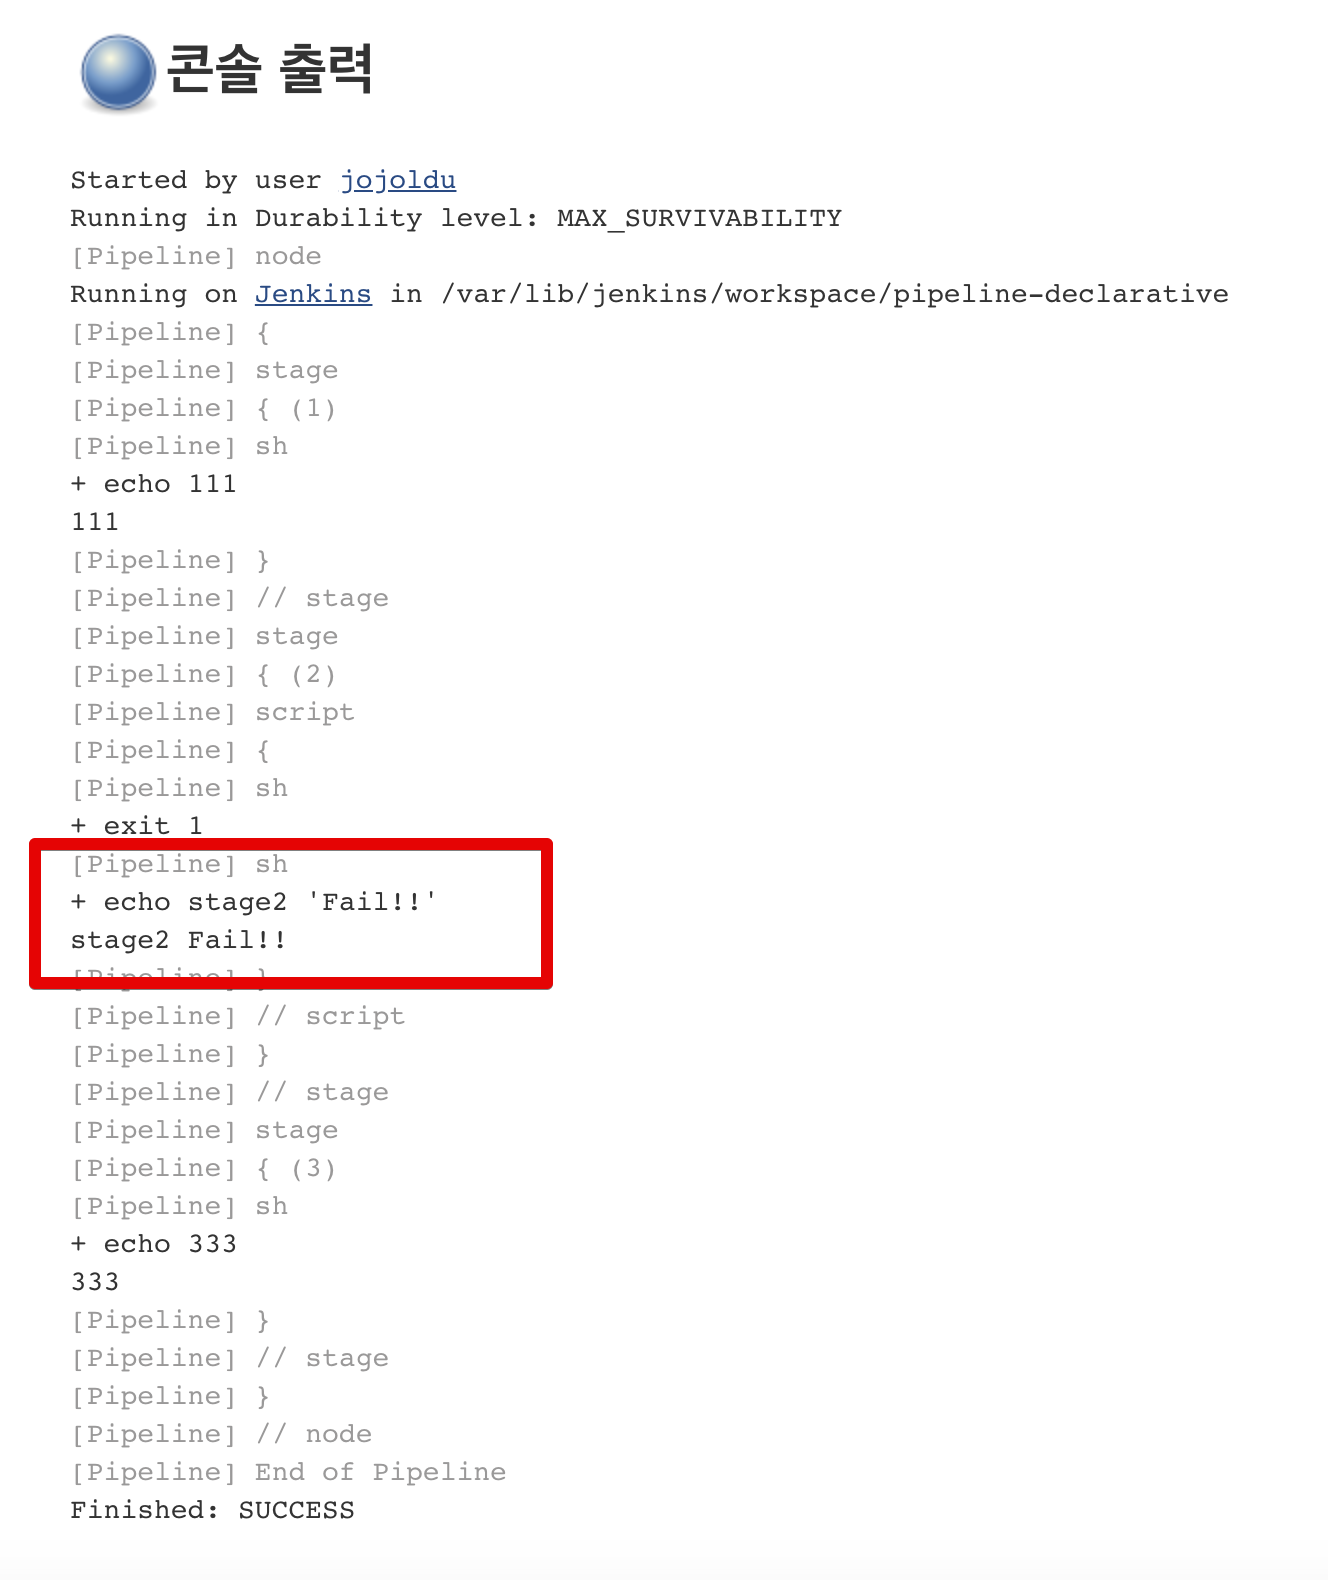 콘솔 출력
Started by user jojoldu
Running in Durability level: MAX_SURVIVABILITY
[Pipeline] node
Running on Jenkins in /var/lib/jenkins/workspace/pipeline-declarative
[Pipeline] {
[Pipeline] stage
[Pipeline] { (1)
[Pipeline] sh
+ echo 111
111
[Pipeline] }
[Pipeline] // stage
[Pipeline] stage
[Pipeline] { (2)
[Pipeline] script
[Pipeline] {
[Pipeline] sh
+ exit 1
[Pipeline] sh
+ echo stage2 'Fail!!'
stage2 Fail!!
[Pipeline] }
[Pipeline] // script
[Pipeline] }
[Pipeline] // stage
[Pipeline] stage
[Pipeline] { (3)
[Pipeline] sh
+ echo 333
333
[Pipeline] }
[Pipeline] // stage
[Pipeline] }
[Pipeline] // node
[Pipeline] End of Pipeline
Finished: SUCCESS